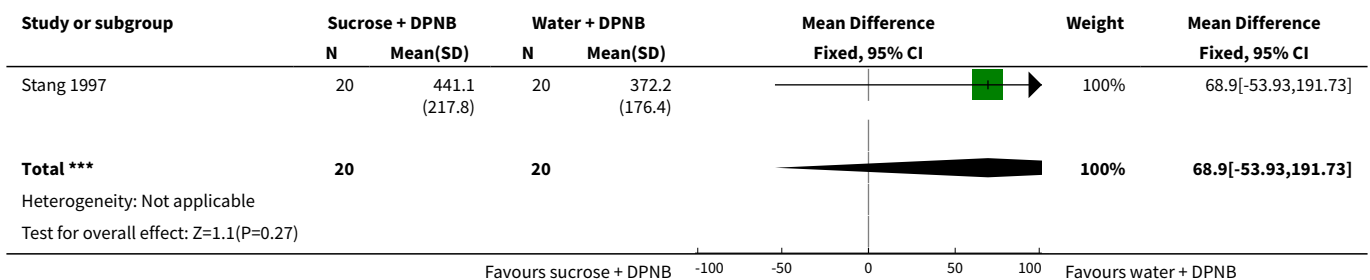 Study or subgroup Sucrose + DPNB Water + DPNB Mean Difference Weight Mean Difference
N Mean(SD) N Mean(SD) Fixed, 95% CI Fixed, 95% CI
Stang 1997 20 441.1 20 372.2 100% 68.9[-53.93,191.73]
(217.8) (176.4)
Total *** 20 20 100% 68.9[-53.93,191.73]
Heterogeneity: Not applicable
Test for overall effect: Z=1.1(P=0.27)
Favours sucrose + DPNB -100 -50 0 50 100 Favours water + DPNB